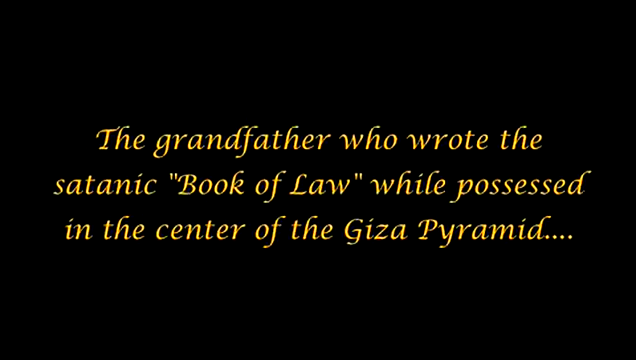 The grandfather who wrote the
satanic "Book of Law" while possessed
in the center of the Giza Pyramid....